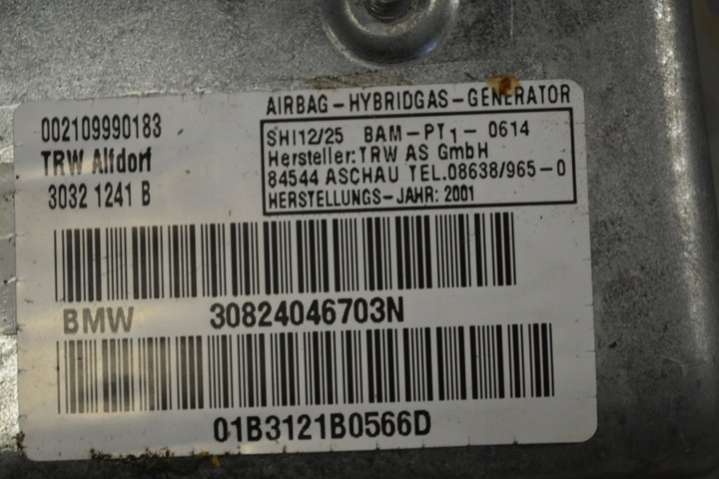 002109990183
TRW Alfdorf
3032 1241 B
AIRBAG-HYBRIDGAS-GENERATOR
SHI12/25 BAM-PT1- 0614
Hersteller: TRW AS GmbH
84544 ASCHAU TEL.08638/965-0
HERSTELLUNGS-JAHR: 2001
BMW 30824046703N
01B3121B0566D